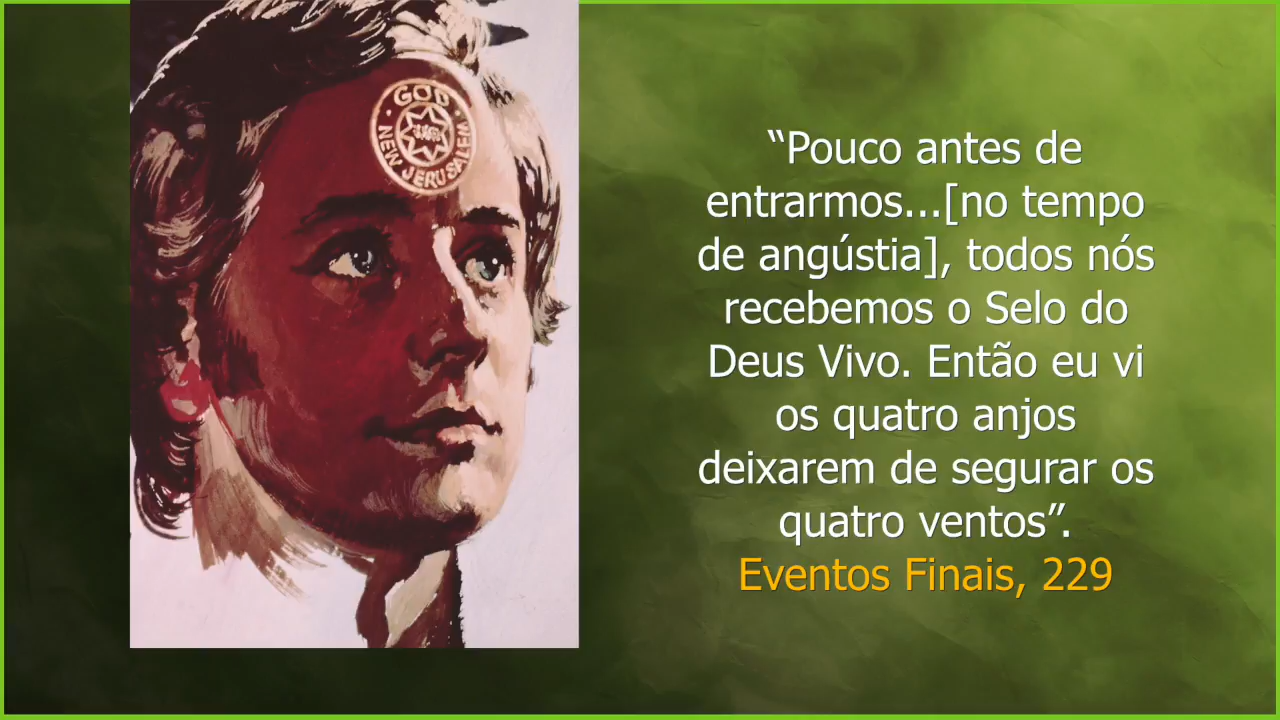 GOD
NEW JERUSALEM
“Pouco antes de
entrarmos...[no tempo
de angústia], todos nós
recebemos o Selo do
Deus Vivo. Então eu vi
os quatro anjos
deixarem de segurar os
quatro ventos”.
Eventos Finais, 229